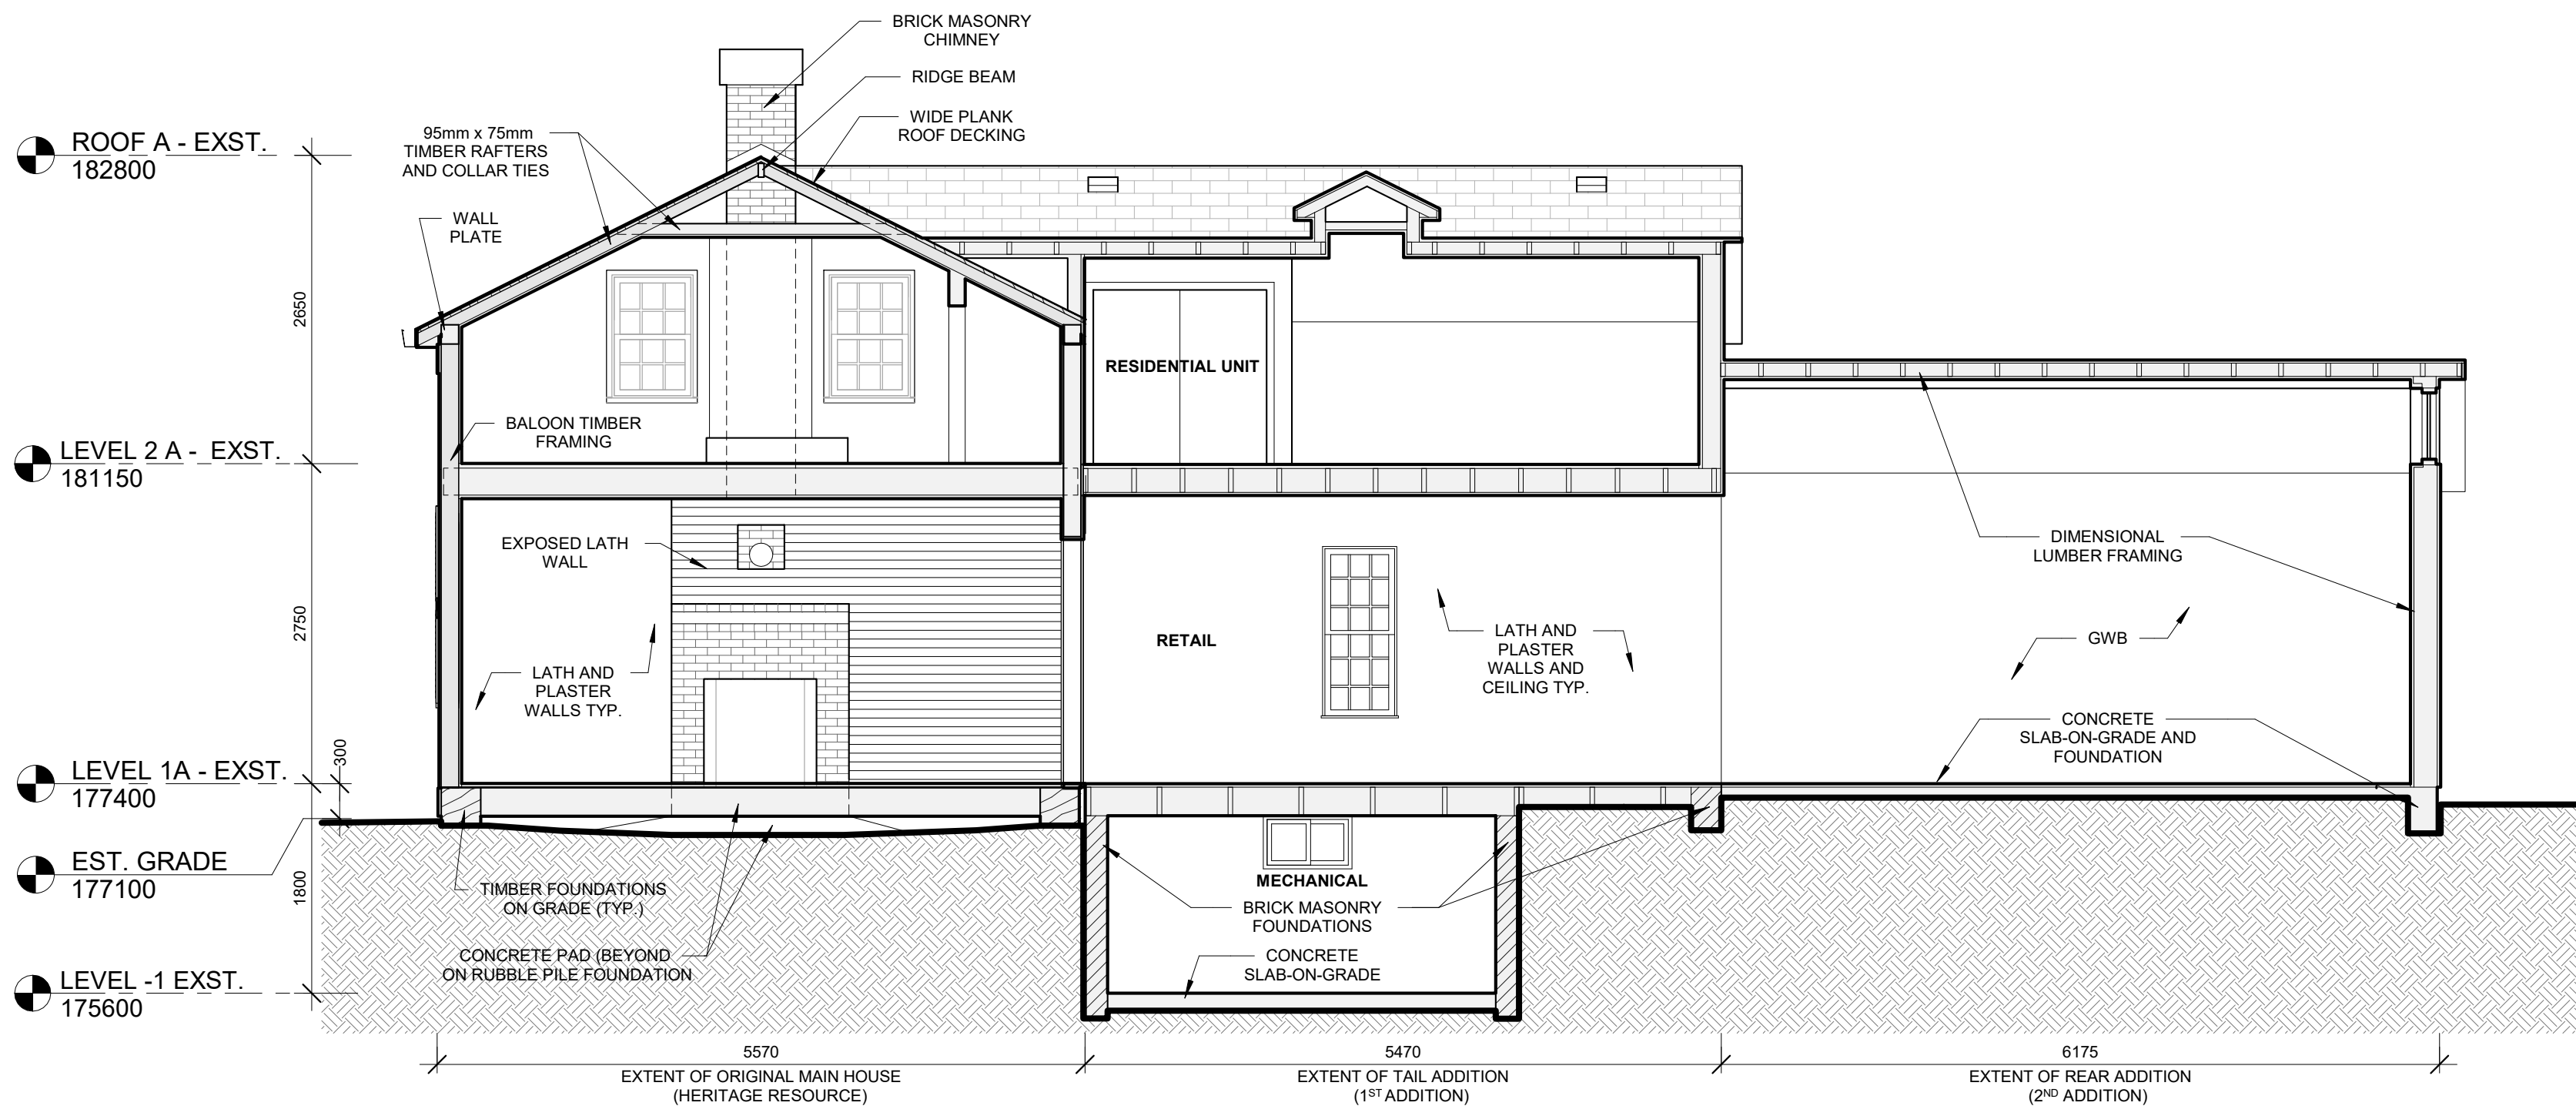 BRICK MASONRY
CHIMNEY
RIDGE BEAM
WIDE PLANK
ROOF DECKING
95mm x 75mm
TIMBER RAFTERS
AND COLLAR TIES
WALL
PLATE
ROOF A - EXST.
182800
2650
RESIDENTIAL UNIT
BALOON TIMBER
FRAMING
LEVEL 2 A - EXST.
181150
EXPOSED LATH
WALL
DIMENSIONAL
LUMBER FRAMING
2750
RETAIL
LATH AND
PLASTER
WALLS AND
CEILING TYP.
GWB
LATH AND
PLASTER
WALLS TYP.
CONCRETE
SLAB-ON-GRADE AND
FOUNDATION
300
LEVEL 1A - EXST.
177400
EST. GRADE
177100
1800
TIMBER FOUNDATIONS
ON GRADE (TYP.)
MECHANICAL
BRICK MASONRY
FOUNDATIONS
CONCRETE PAD (BEYOND
ON RUBBLE PILE FOUNDATION
CONCRETE
SLAB-ON-GRADE
LEVEL -1 EXST.
175600
5570
EXTENT OF ORIGINAL MAIN HOUSE
(HERITAGE RESOURCE)
5470
EXTENT OF TAIL ADDITION
(1ST ADDITION)
6175
EXTENT OF REAR ADDITION
(2ND ADDITION)